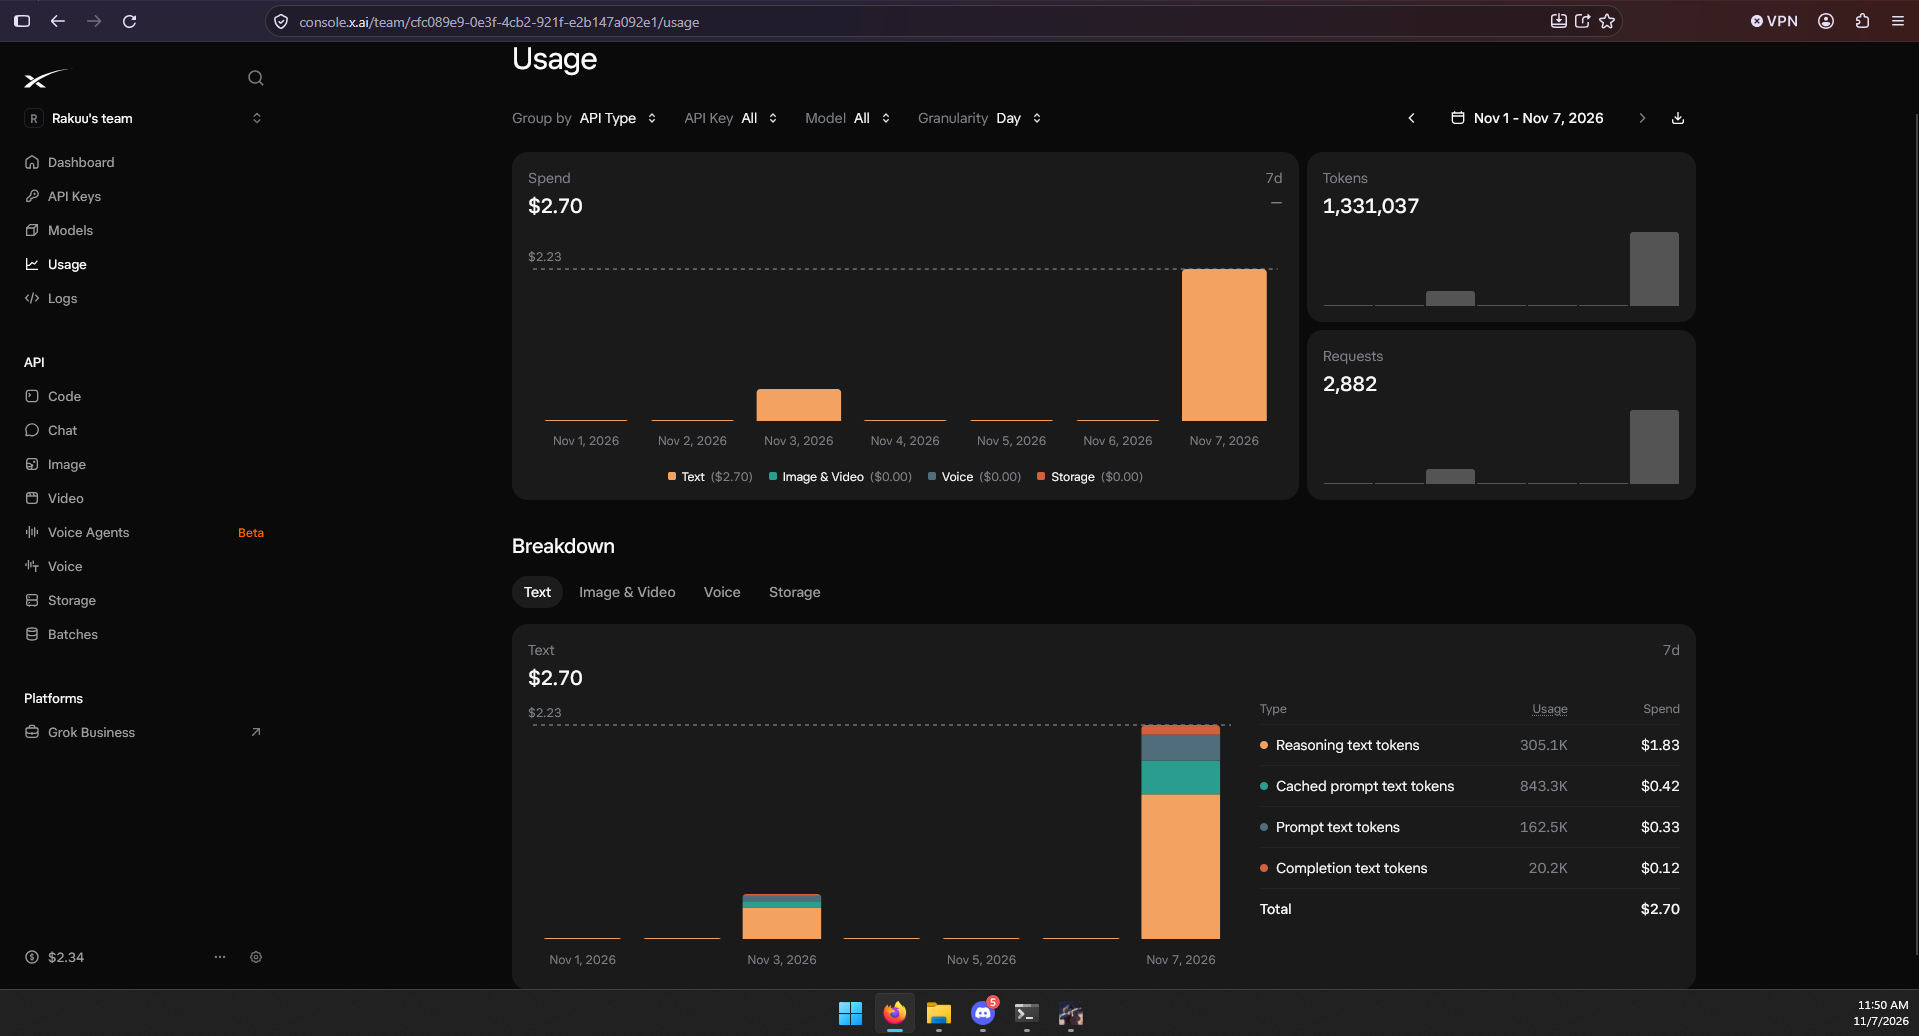 console.x.ai/team/cfc089e9-0e3f-4cb2-921f-e2b147a092e1/usage
VPN
R Rakuu's team
Dashboard
API Keys
Models
Usage
Logs
API
Code
Chat
Image
Video
Voice Agents Beta
Voice
Storage
Batches
Platforms
Grok Business
$2.34
Usage
Group by API Type API Key All Model All Granularity Day
Nov 1 - Nov 7, 2026
Spend 7d
$2.70 —
$2.23
Nov 1, 2026 Nov 2, 2026 Nov 3, 2026 Nov 4, 2026 Nov 5, 2026 Nov 6, 2026 Nov 7, 2026
Text ($2.70) Image & Video ($0.00) Voice ($0.00) Storage ($0.00)
Tokens
1,331,037
Requests
2,882
Breakdown
Text Image & Video Voice Storage
Text 7d
$2.70
$2.23
Nov 1, 2026 Nov 3, 2026 Nov 5, 2026 Nov 7, 2026
Type Usage Spend
Reasoning text tokens 305.1K $1.83
Cached prompt text tokens 843.3K $0.42
Prompt text tokens 162.5K $0.33
Completion text tokens 20.2K $0.12
Total $2.70
5
11:50 AM
11/7/2026